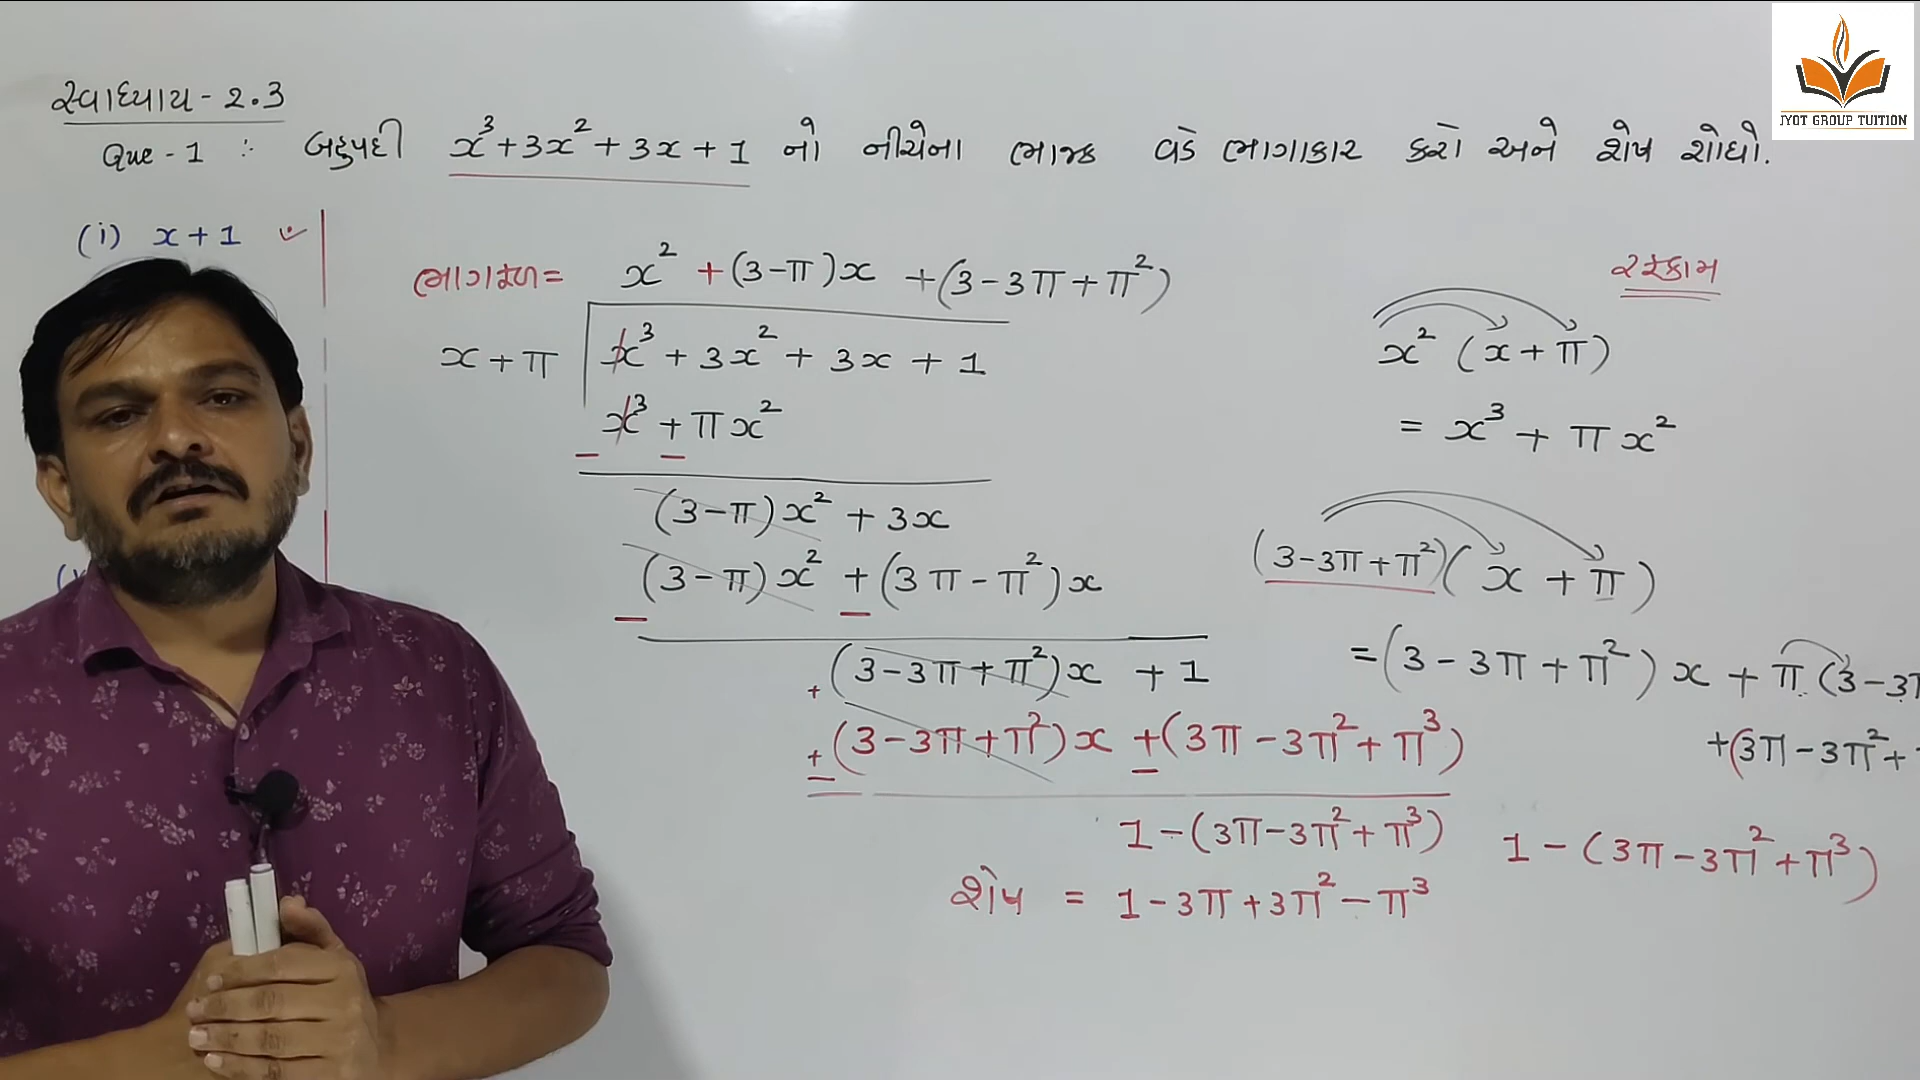 સ્વાધ્યાય - 2.3
Que - 1 : બહુપદી x³ + 3x² + 3x + 1 નો નીચેના ભાજક વડે ભાગાકાર કરો અને શેષ શોધો.
(i) x + 1
ભાગફળ = x² + (3-π)x + (3-3π+π²)
x + π x³ + 3x² + 3x + 1
x³ + πx²
(3-π)x² + 3x
(3-π)x² + (3π-π²)x
(3-3π+π²)x + 1
+(3-3π+π²)x + (3π-3π²+π³)
1-(3π-3π²+π³)
શેષ = 1-3π+3π²-π³
રફકામ
x² (x+π)
= x³ + πx²
(3-3π+π²)(x+π)
= (3-3π+π²)x + π(3-3π
+(3π-3π²+
1-(3π-3π²+π³)
JYOT GROUP TUITION